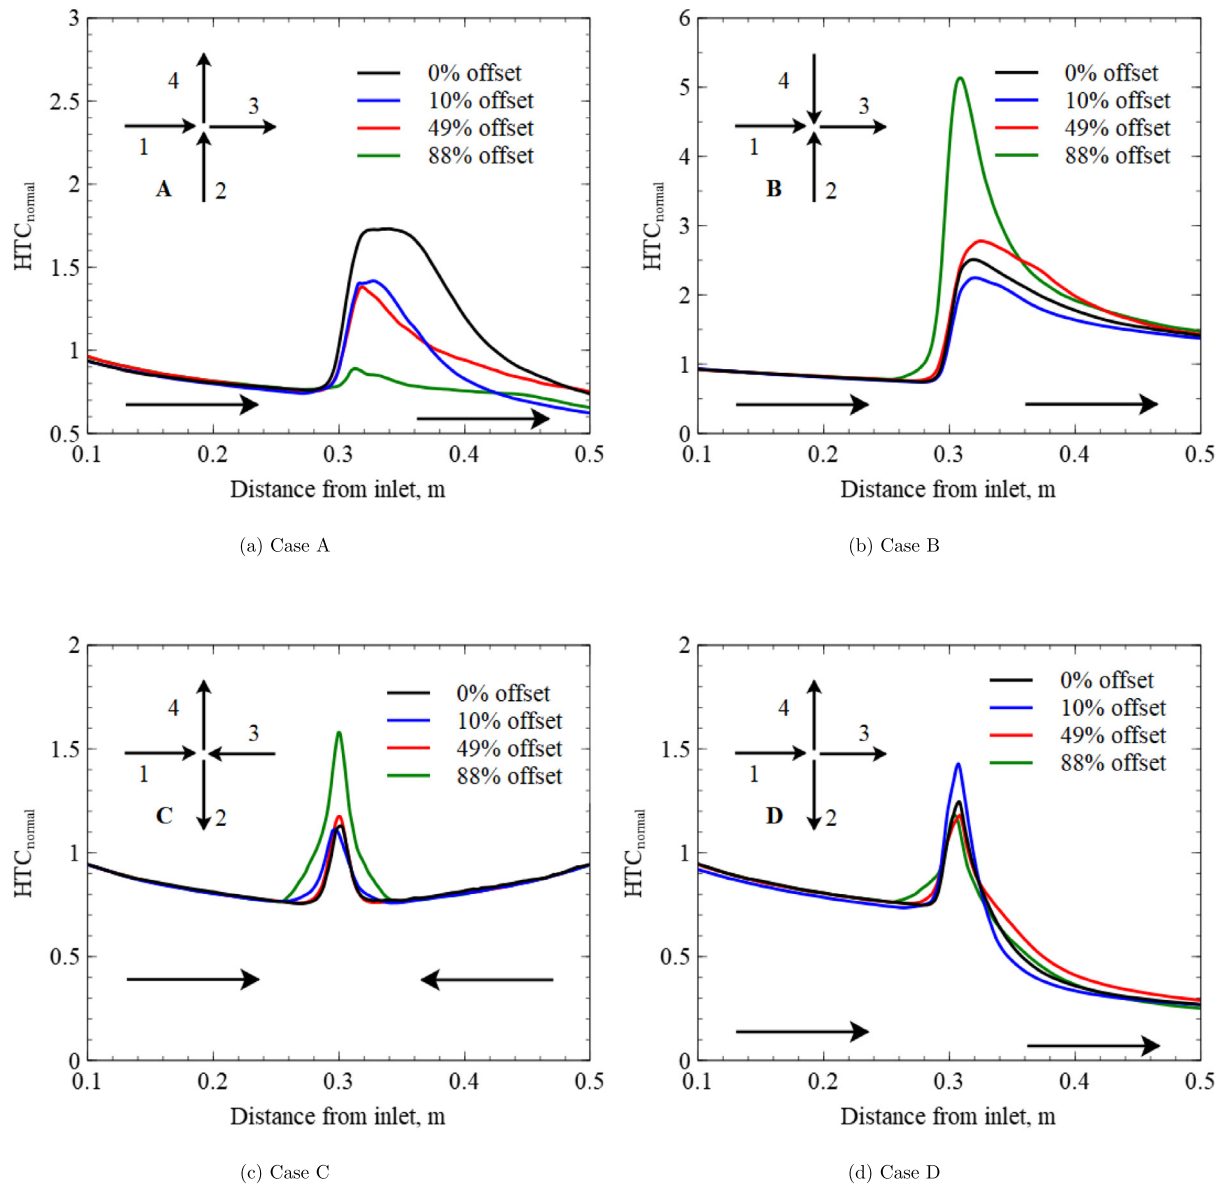 3
2.5
2
1.5
1
0.5
HTCnormal
0.1 0.2 0.3 0.4 0.5
Distance from inlet, m
4
3
1
A 2
0% offset
10% offset
49% offset
88% offset
(a) Case A
6
5
4
3
2
1
0
HTCnormal
0.1 0.2 0.3 0.4 0.5
Distance from inlet, m
4
3
1
B 2
0% offset
10% offset
49% offset
88% offset
(b) Case B
2
1.5
1
0.5
0
HTCnormal
0.1 0.2 0.3 0.4 0.5
Distance from inlet, m
4
3
1
C 2
0% offset
10% offset
49% offset
88% offset
(c) Case C
2
1.5
1
0.5
0
HTCnormal
0.1 0.2 0.3 0.4 0.5
Distance from inlet, m
4
3
1
D 2
0% offset
10% offset
49% offset
88% offset
(d) Case D